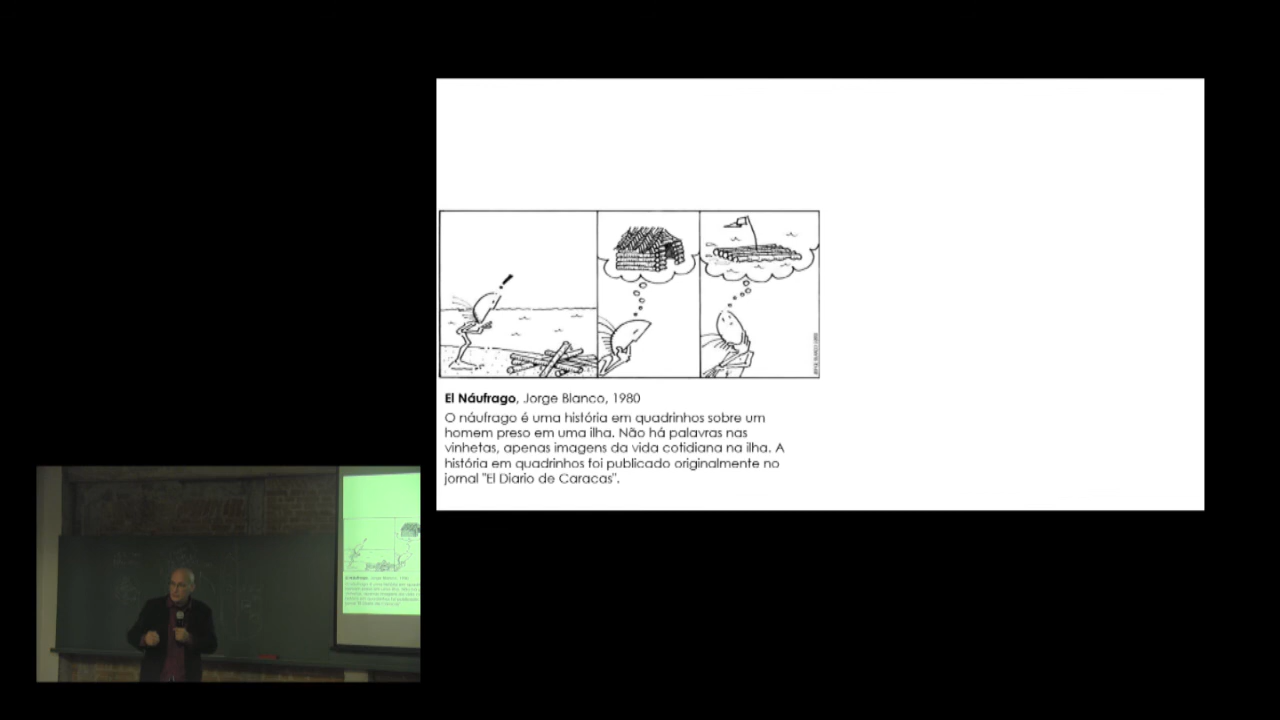 !
El Náufrago, Jorge Blanco, 1980
O náufrago é uma história em quadrinhos sobre um
homem preso em uma ilha. Não há palavras nas
vinhetas, apenas imagens da vida cotidiana na ilha. A
história em quadrinhos foi publicado originalmente no
jornal "El Diario de Caracas".